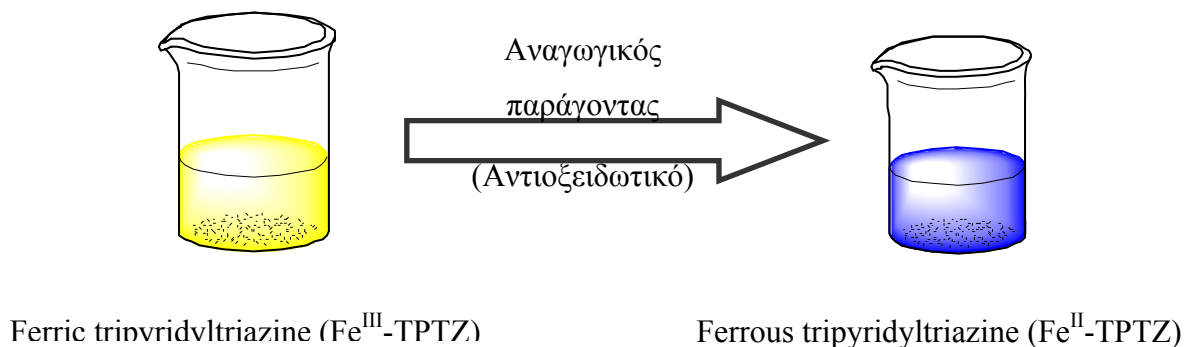 Αναγωγικός
παράγοντας
(Αντιοξειδωτικό)
Ferric tripyridyltriazine (Fe^III-TPTZ)
Ferrous tripyridyltriazine (Fe^II-TPTZ)